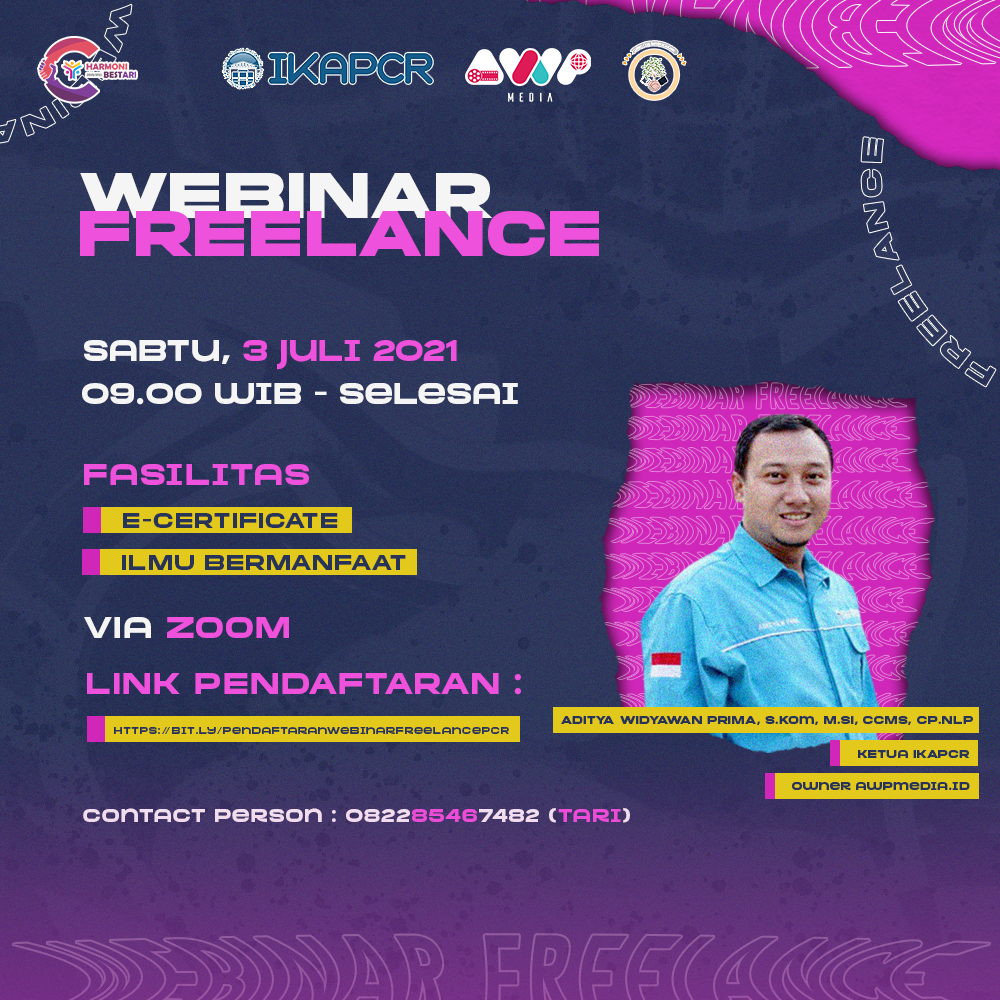 HARMONI
BESTARI
IKAPCR
AWP
MEDIA
WEBINAR
FREELANCE
FREELANCE
SABTU, 3 JULI 2021
09.00 WIB - SELESAI
FASILITAS
E-CERTIFICATE
ILMU BERMANFAAT
VIA ZOOM
LINK PENDAFTARAN :
HTTPS://BIT.LY/PENDAFTARANWEBINARFREELANCEPCR
WEBINAR FREELANCE
ADITYA WIDYAWAN PRIMA, S.KOM, M.SI, CCMS, CP.NLP
KETUA IKAPCR
OWNER AWPMEDIA.ID
CONTACT PERSON : 082285467482 (TARI)
WEBINAR FREELANCE